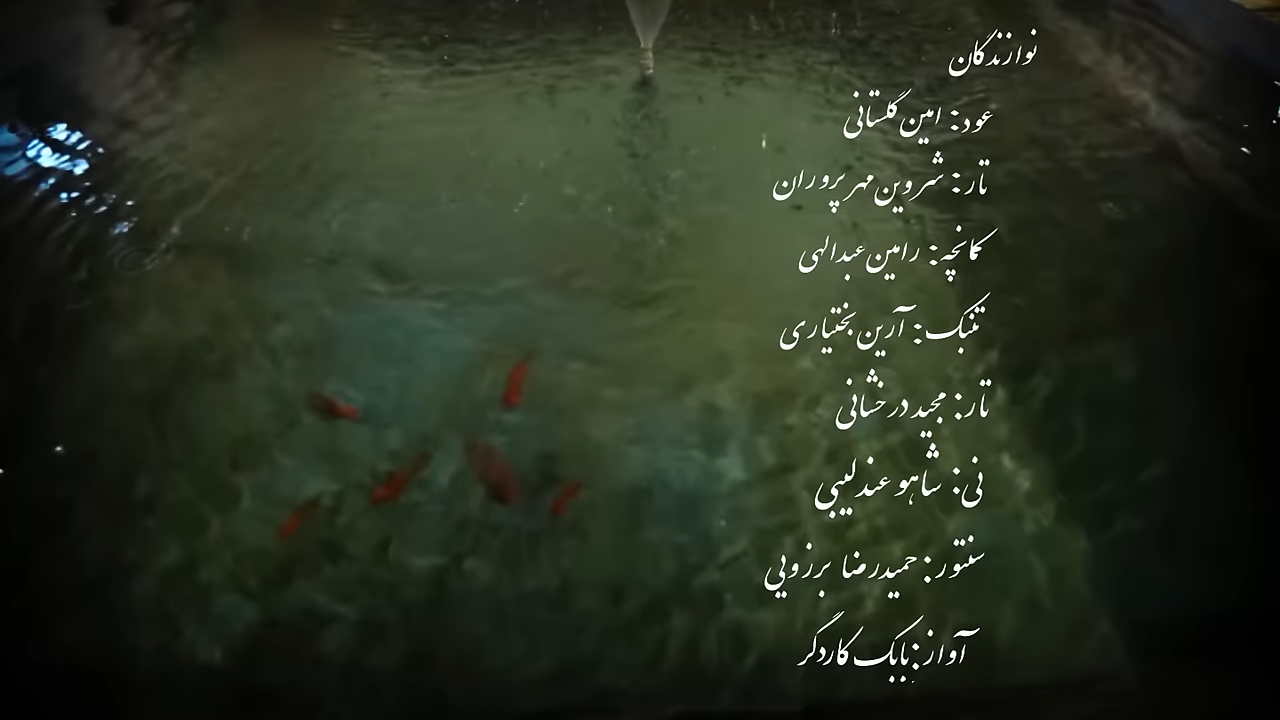 نوازندگان
عود: امین گلستانی
تار: شروین مهرپروران
کمانچه: رامین عبدالهی
تنبک: آرین بختیاری
تار: مجید درخشانی
نی: شاهو عندلیبی
سنتور: حمیدرضا برزویی
آواز: بابک کاردگر